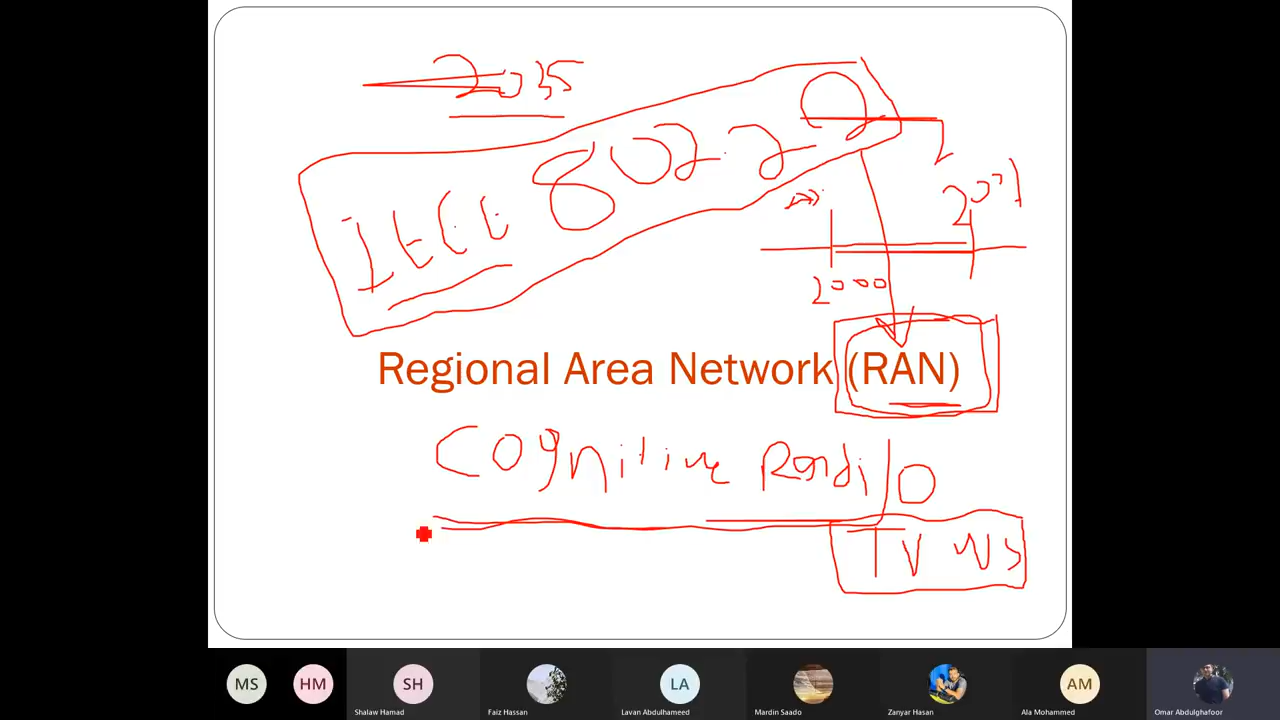 2035
IEEE 802.22
2001
2000
Regional Area Network (RAN)
Cognitive Radio
TV WS
MS HM SH LA AM
Shalaw Hamad Faiz Hassan Lavan Abdulhameed Mardin Saado Zanyar Hasan Ala Mohammed Omar Abdulghafoor